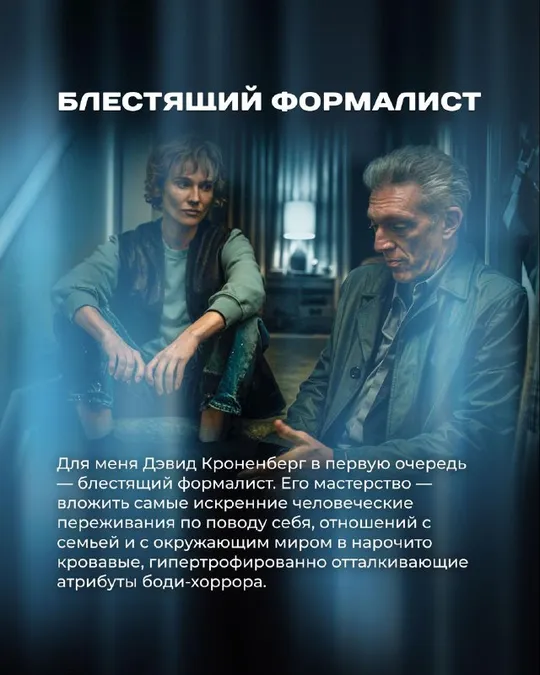 БЛЕСТЯЩИЙ ФОРМАЛИСТ
Для меня Дэвид Кроненберг в первую очередь
— блестящий формалист. Его мастерство —
вложить самые искренние человеческие
переживания по поводу себя, отношений с
семьей и с окружающим миром в нарочито
кровавые, гипертрофированно отталкивающие
атрибуты боди-хоррора.